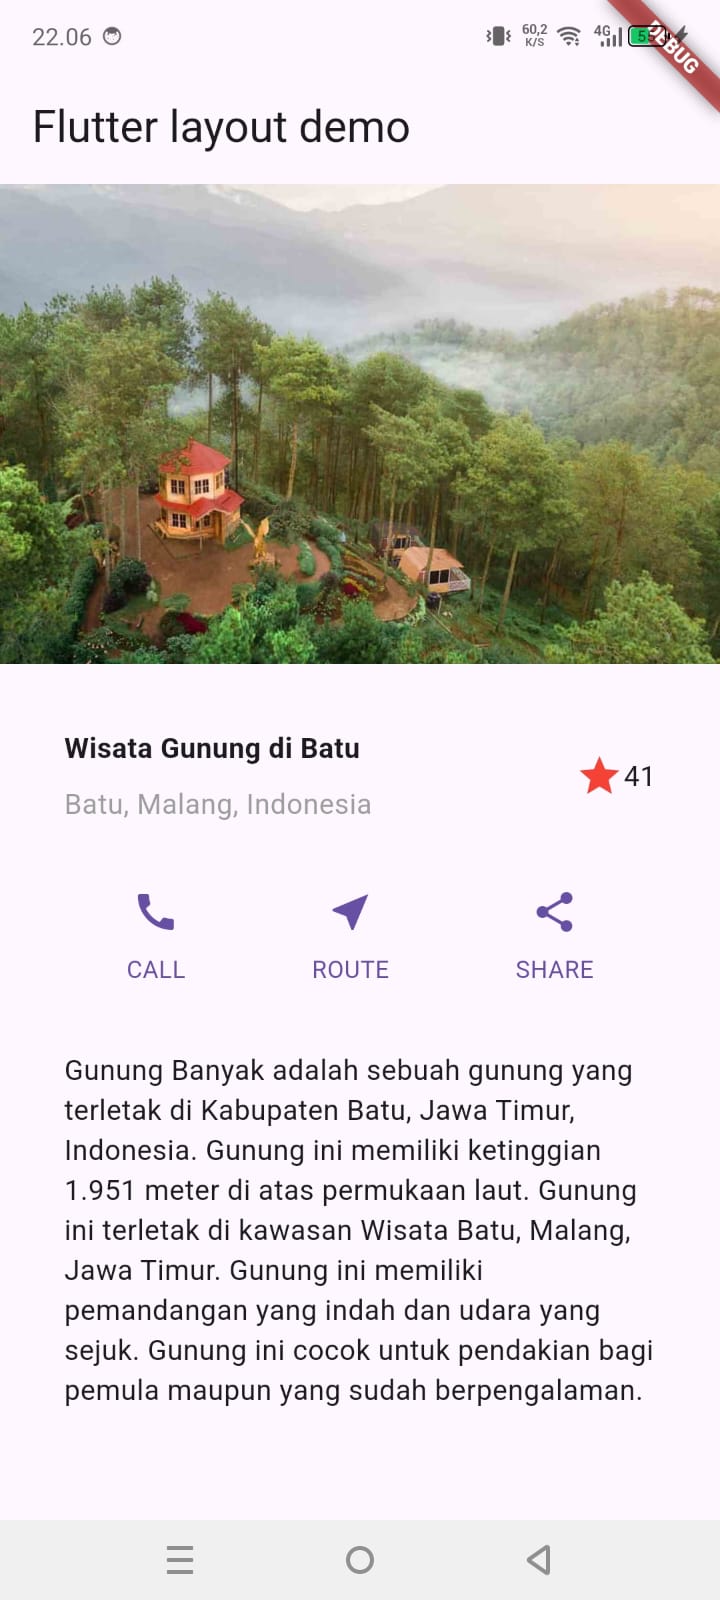 22.06
60,2
K/S
4G
DEBUG
Flutter layout demo
Wisata Gunung di Batu
41
Batu, Malang, Indonesia
CALL ROUTE SHARE
Gunung Banyak adalah sebuah gunung yang
terletak di Kabupaten Batu, Jawa Timur,
Indonesia. Gunung ini memiliki ketinggian
1.951 meter di atas permukaan laut. Gunung
ini terletak di kawasan Wisata Batu, Malang,
Jawa Timur. Gunung ini memiliki
pemandangan yang indah dan udara yang
sejuk. Gunung ini cocok untuk pendakian bagi
pemula maupun yang sudah berpengalaman.